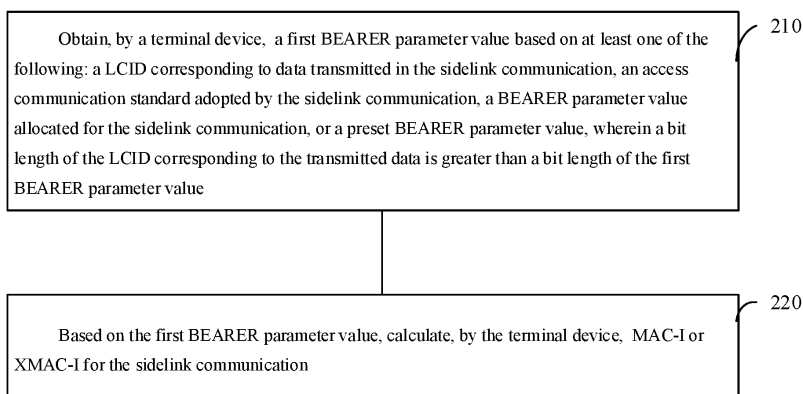 Obtain, by a terminal device, a first BEARER parameter value based on at least one of the
following: a LCID corresponding to data transmitted in the sidelink communication, an access
communication standard adopted by the sidelink communication, a BEARER parameter value
allocated for the sidelink communication, or a preset BEARER parameter value, wherein a bit
length of the LCID corresponding to the transmitted data is greater than a bit length of the first
BEARER parameter value
210
Based on the first BEARER parameter value, calculate, by the terminal device, MAC-I or
XMAC-I for the sidelink communication
220